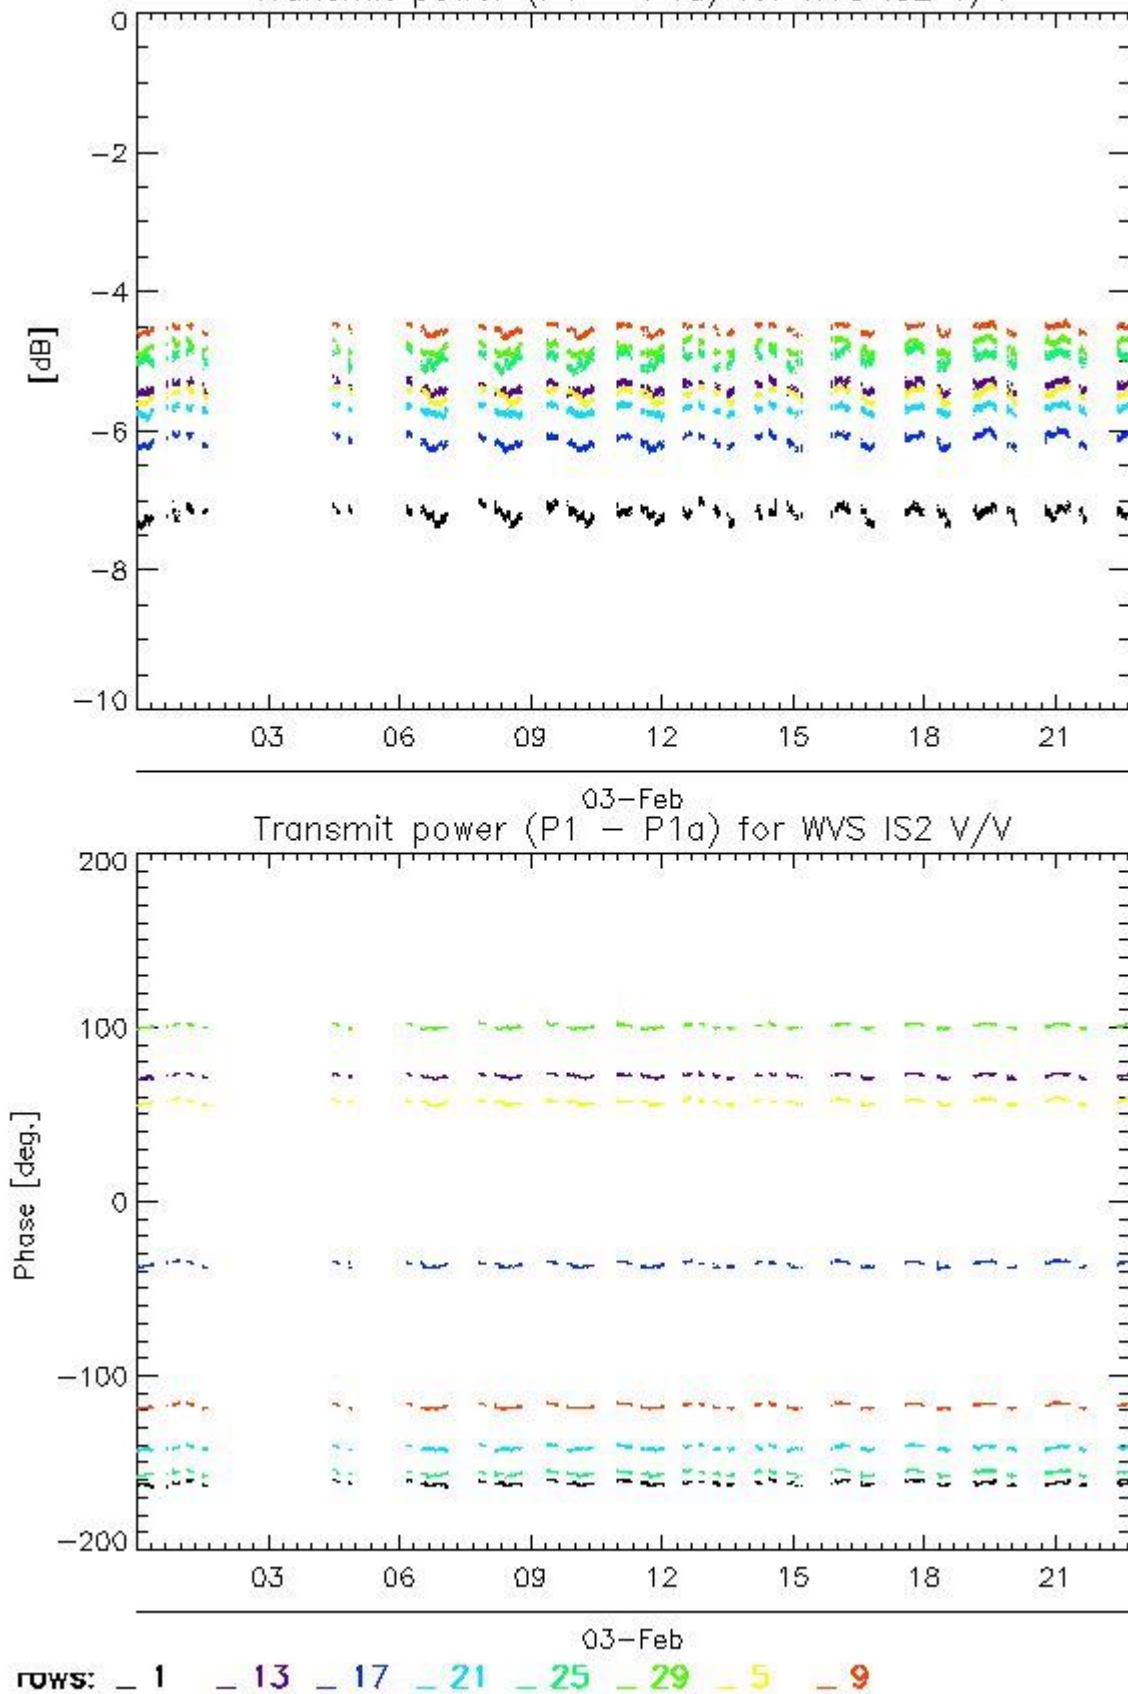 0
-2
-4
[dB]
-6
-8
-10
03 06 09 12 15 18 21
03-Feb
Transmit power (P1 - P1a) for WVS IS2 V/V
200
100
Phase [deg.]
0
-100
-200
03 06 09 12 15 18 21
03-Feb
rows: _ 1 _ 13 _ 17 _ 21 _ 25 _ 29 _ 5 _ 9